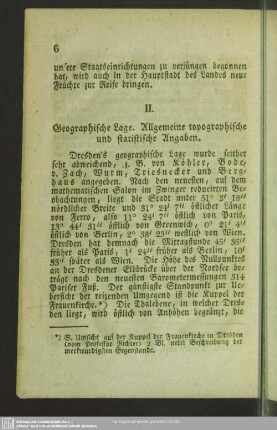 6
unsere Staatseinrichtungen zu verjüngen begonnen
hat, wird auch in der Hauptstadt des Landes neue
Früchte zur Reife bringen.
II.
Geographische Lage. Allgemeine topographische
und statistische Angaben.
Dresden's geographische Lage wurde seither
sehr abweichend, z. B. von Köhler, Bode,
v. Zach, Wurm, Triesnecker und Berg-
haus angegeben. Nach den neuesten, auf dem
mathematischen Salon im Zwinger reducirten Be-
obachtungen, liegt die Stadt unter 51° 3' 18''
nördlicher Breite und 31° 24' 7'' östlicher Länge
von Ferro, also 11° 24' 7'' östlich von Paris,
13° 44' 31'' östlich von Greenwich, 0° 21' 4'
östlich von Berlin, 2° 38' 2'' westlich von Wien.
Dresden hat demnach die Mittagstunde 45' 35''
früher als Paris, 1' 24'' früher als Berlin, 10'
33'' später als Wien. Die Höhe des Nullpunktes
an der Dresdener Elbbrücke über der Nordsee be-
trägt nach den neuesten Barometermessungen 314
Pariser Fuß. Der günstigste Standpunkt zur Ue-
bersicht der reizenden Umgegend ist die Kuppel der
Frauenkirche.*) Die Thalebene, in welcher Dres-
den liegt, wird östlich von Anhöhen begränzt, die
*) S. Umsicht auf der Kuppel der Frauenkirche in Dresden
(vom Professor Richter) 2 Bl. nebst Beschreibung der
merkwürdigsten Gegenstände.